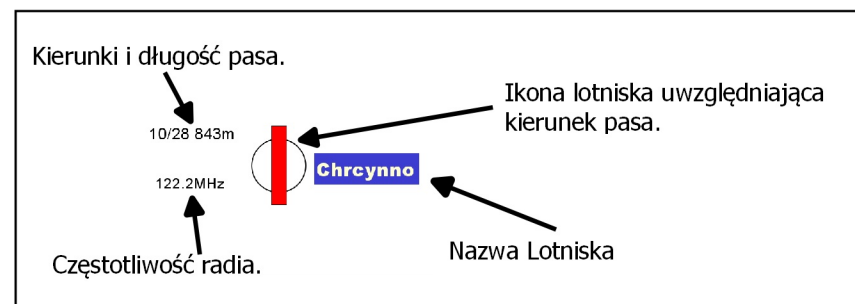 Kierunki i długość pasa.
Ikona lotniska uwzględniająca
kierunek pasa.
10/28 843m
Chrcynno
122.2MHz
Nazwa Lotniska
Częstotliwość radia.